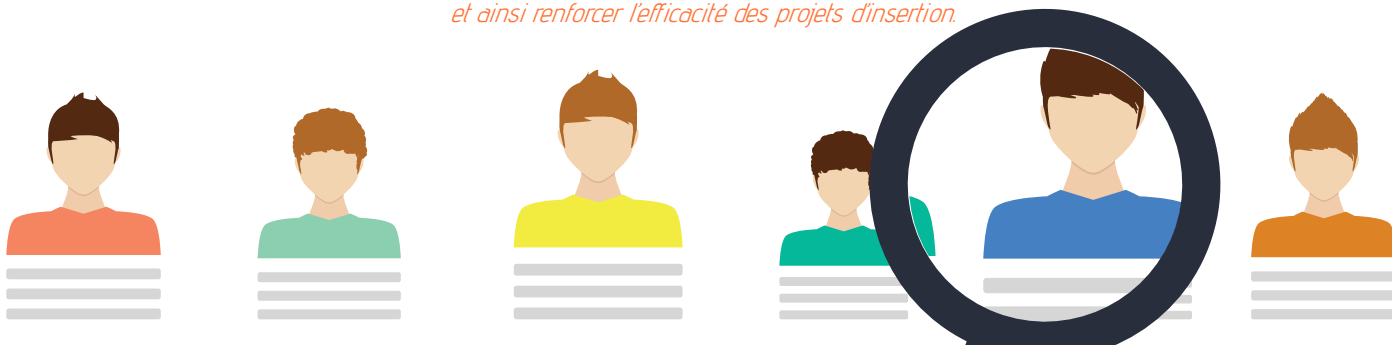 et ainsi renforcer l'efficacité des projets d'insertion.